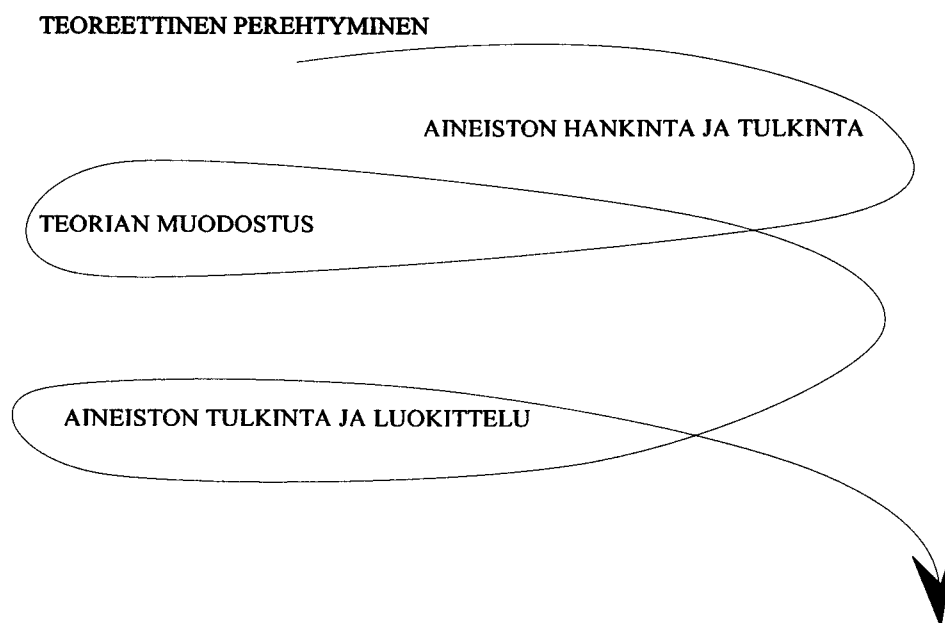 TEOREETTINEN PEREHTYMINEN
AINEISTON HANKINTA JA TULKINTA
TEORIAN MUODOSTUS
AINEISTON TULKINTA JA LUOKITTELU